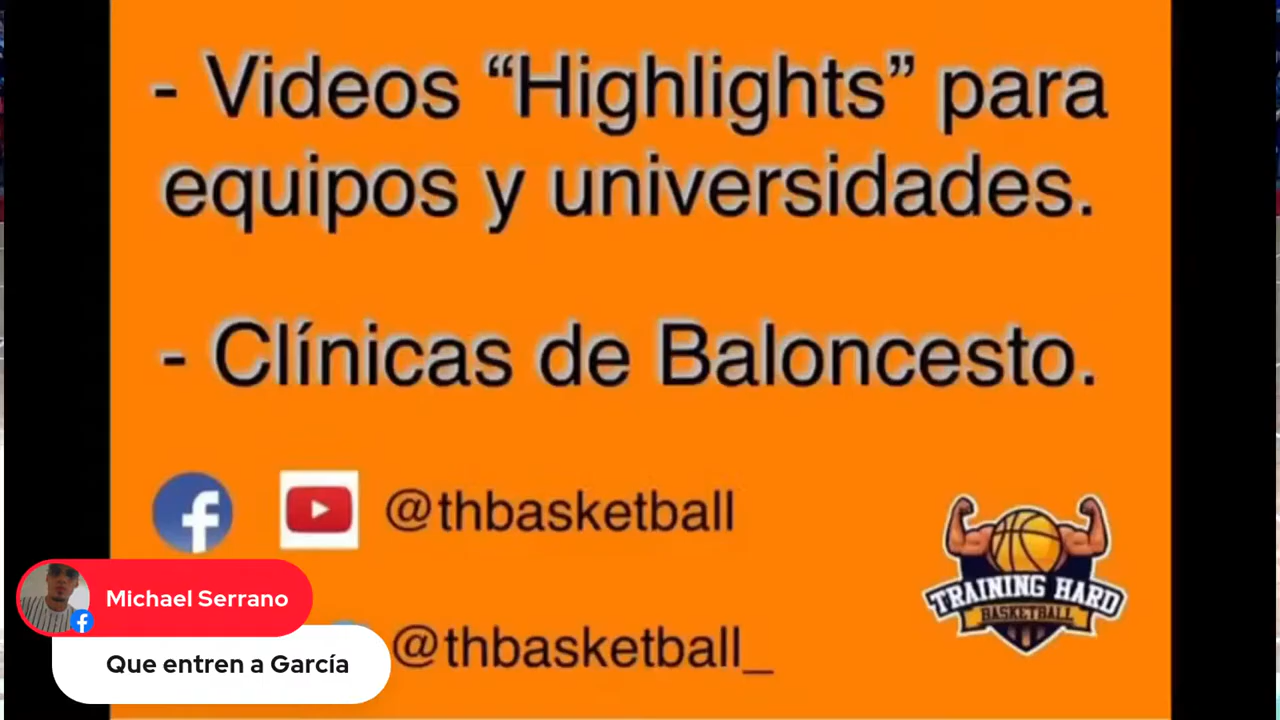 - Videos “Highlights” para
equipos y universidades.
- Clínicas de Baloncesto.
@thbasketball
TRAINING HARD
BASKETBALL
Michael Serrano
Que entren a García
@thbasketball_